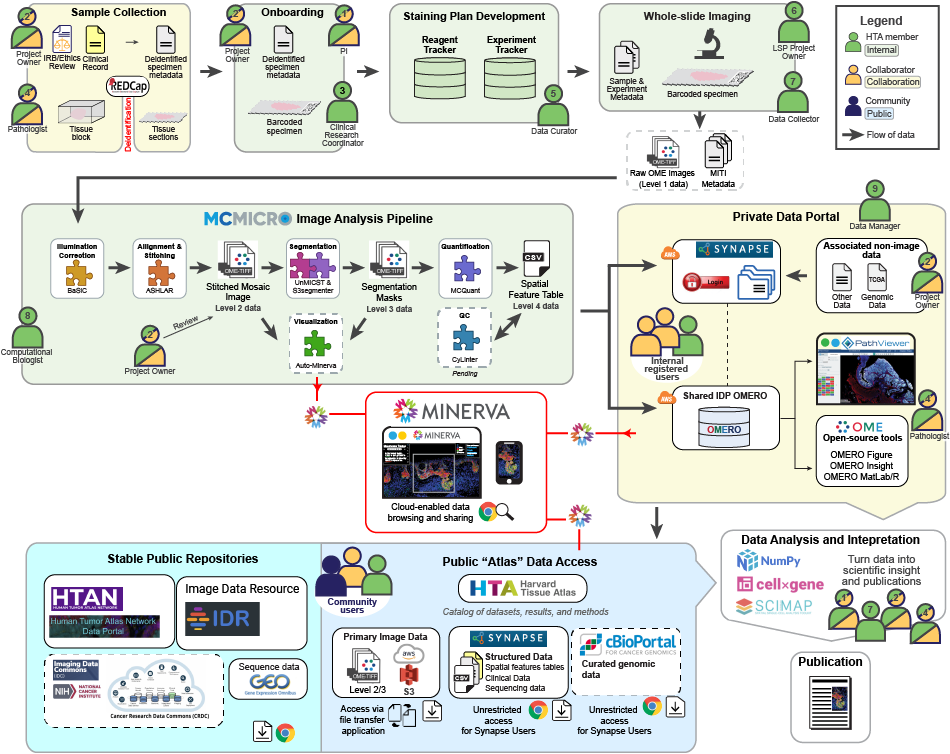 Sample Collection
2
Project
Owner
IRB/Ethics
Review
Clinical
Record
Deidentified
specimen
metadata
REDCap
4
Pathologist
Tissue
block
Deidentification
Tissue
sections
Onboarding
2
Project
Owner
1
PI
Deidentified
specimen
metadata
3
Barcoded
specimen
Clinical
Research
Coordinator
Staining Plan Development
Reagent
Tracker
Experiment
Tracker
5
Data Curator
Whole-slide Imaging
6
LSP Project
Owner
Sample &
Experiment
Metadata
Barcoded specimen
7
Data Collector
Legend
HTA member
Internal
Collaborator
Collaboration
Community
Public
Flow of data
OME-TIFF
Raw OME Images
(Level 1 data)
MITI
Metadata
MCMICRO Image Analysis Pipeline
Illumination
Correction
BaSIC
Allignment &
Stitching
ASHLAR
OME-TIFF
Stitched Mosaic
Image
Level 2 data
Segmentation
UnMICST &
S3segmenter
OME-TIFF
Segmentation
Masks
Level 3 data
Quantification
MCQuant
CSV
Spatial
Feature Table
Level 4 data
8
Computational
Biologist
2
Project Owner
Review
Visualization
Auto-Minerva
QC
CyLinter
Pending
9
Data Manager
Private Data Portal
AWS
SYNAPSE
Login
Associated non-image
data
Other
Data
TCGA
Genomic
Data
2
Project
Owner
Internal
registered
users
PathViewer
AWS
Shared IDP OMERO
OMERO
4
Pathologist
OME
Open-source tools
OMERO Figure
OMERO Insight
OMERO MatLab/R
MINERVA
MINERVA
Cloud-enabled data
browsing and sharing
Stable Public Repositories
HTAN
HUMAN TUMOR ATLAS NETWORK
Human Tumor Atlas Network
Data Portal
Image Data Resource
IDR
Imaging Data
Commons
(IDC)
NIH
NATIONAL
CANCER
INSTITUTE
Cancer Research Data Commons (CRDC)
Sequence data
GEO
Gene Expression Omnibus
Community
users
Public “Atlas” Data Access
HTA Harvard
Tissue Atlas
Catalog of datasets, results, and methods
Primary Image Data
OME-TIFF
Level 2/3
aws
S3
Access via
file transfer
application
SYNAPSE
CSV
Structured Data
Spatial features tables
Clinical Data
Sequencing data
Unrestricted
access
for Synapse Users
cBioPortal
FOR CANCER GENOMICS
Curated genomic
data
Unrestricted
access
for Synapse Users
Data Analysis and Intepretation
NumPy
cellxgene
SCIMAP
Turn data into
scientific insight
and publications
1
7
2
4
Publication